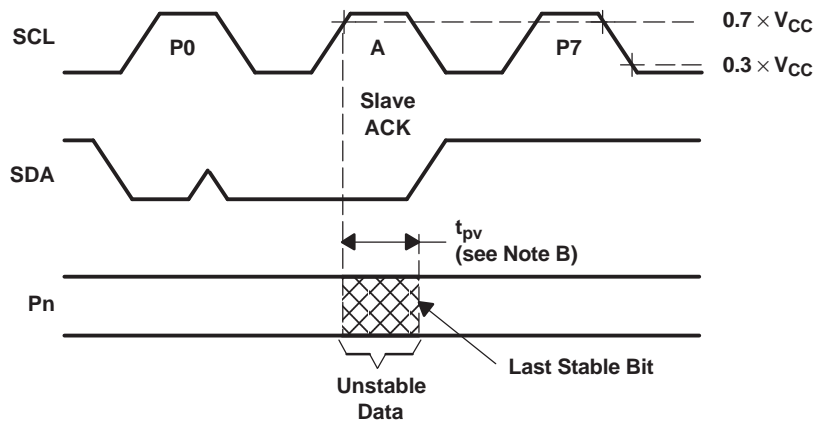 0.7 × VCC
SCL
P0
A
P7
0.3 × VCC
Slave
ACK
SDA
tpv
(see Note B)
Pn
Last Stable Bit
Unstable
Data